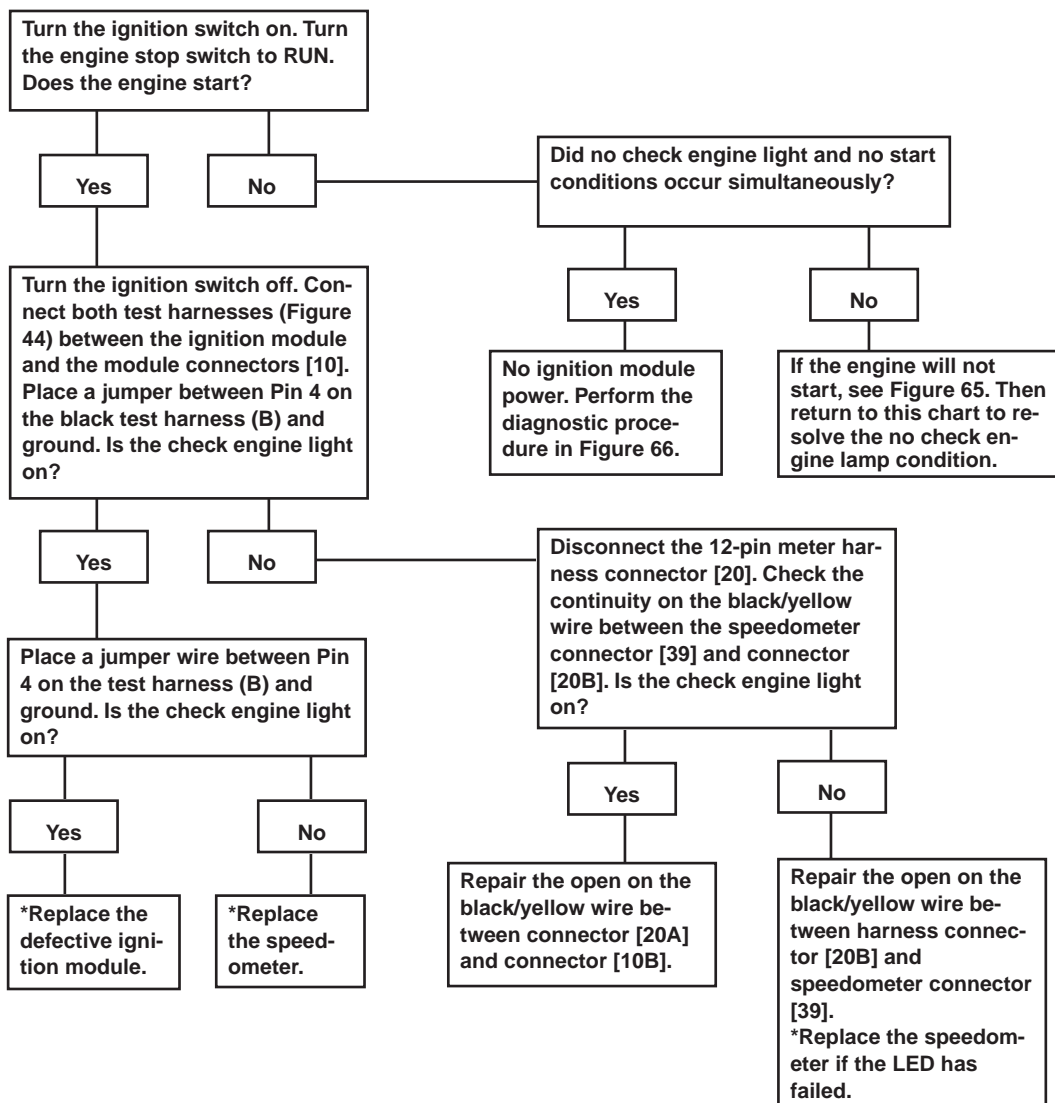 Turn the ignition switch on. Turn
the engine stop switch to RUN.
Does the engine start?
Yes
No
Did no check engine light and no start
conditions occur simultaneously?
Turn the ignition switch off. Con-
nect both test harnesses (Figure
44) between the ignition module
and the module connectors [10].
Place a jumper between Pin 4 on
the black test harness (B) and
ground. Is the check engine light
on?
Yes
No
No ignition module
power. Perform the
diagnostic proce-
dure in Figure 66.
If the engine will not
start, see Figure 65. Then
return to this chart to re-
solve the no check en-
gine lamp condition.
Yes
No
Disconnect the 12-pin meter har-
ness connector [20]. Check the
continuity on the black/yellow
wire between the speedometer
connector [39] and connector
[20B]. Is the check engine light
on?
Place a jumper wire between Pin
4 on the test harness (B) and
ground. Is the check engine light
on?
Yes
No
Yes
No
*Replace the
defective igni-
tion module.
*Replace
the speed-
ometer.
Repair the open on the
black/yellow wire be-
tween connector [20A]
and connector [10B].
Repair the open on the
black/yellow wire be-
tween harness connec-
tor [20B] and
speedometer connector
[39].
*Replace the speedom-
eter if the LED has
failed.